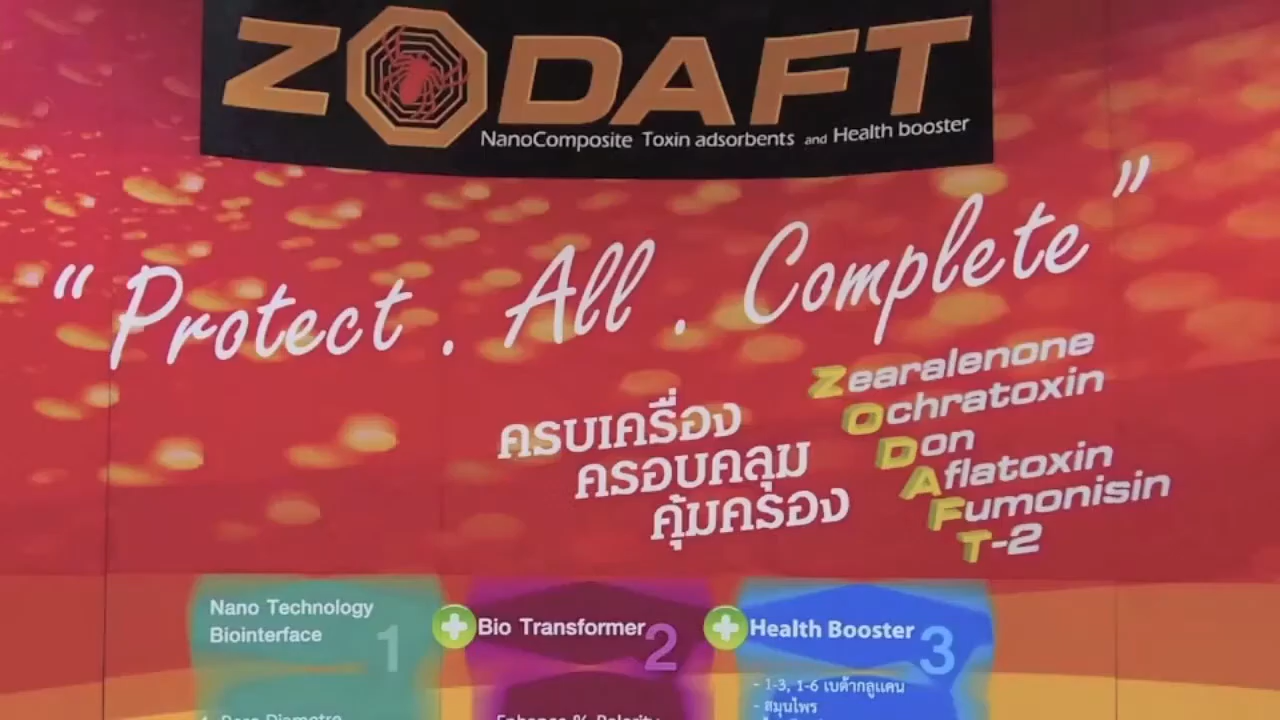 ZODAFT
NanoComposite Toxin adsorbents and Health booster
“Protect . All . Complete”
ครบเครื่อง
ครอบคลุม
คุ้มครอง
Zearalenone
Ochratoxin
Don
Aflatoxin
Fumonisin
T-2
Nano Technology
Biointerface
1
Bio Transformer
2
Health Booster
3
- 1-3, 1-6 เบต้ากลูแคน
- สมุนไพร